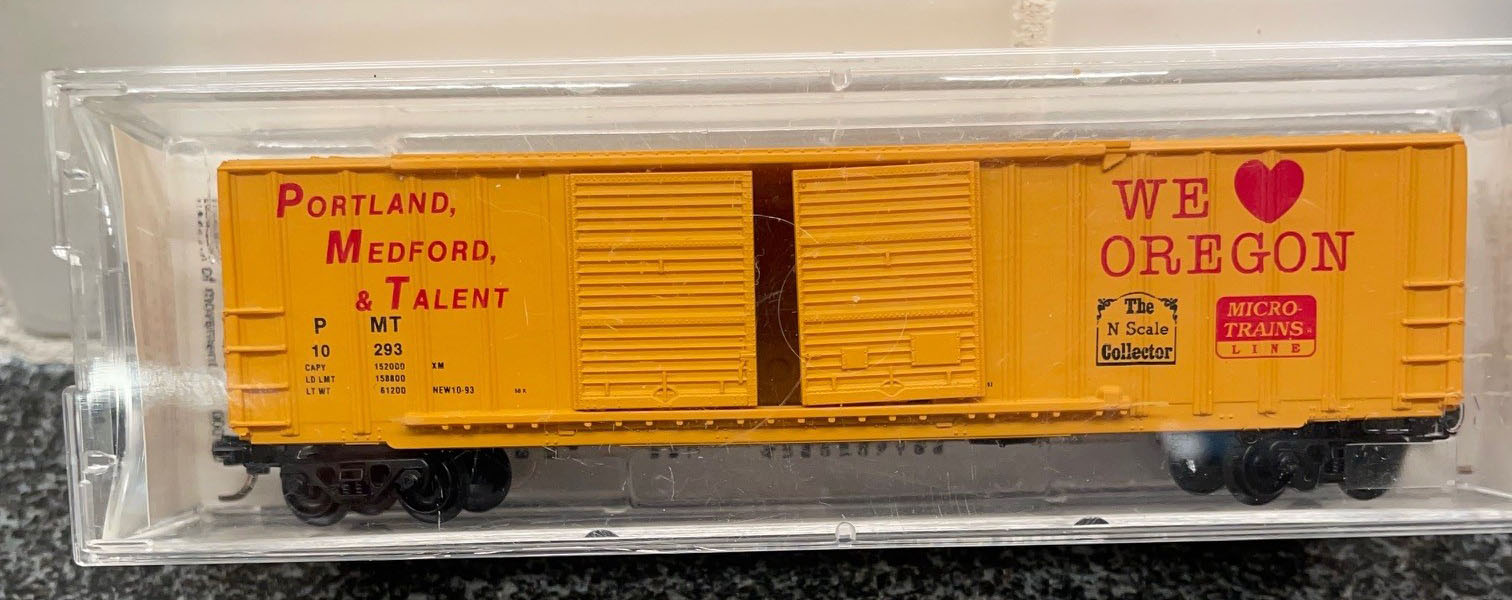 PORTLAND,
MEDFORD,
& TALENT
P MT
10 293
CAPY 152000 XM
LD LMT 158800
LT WT 61200 NEW10-93
WE ♥
OREGON
The
N Scale
Collector
MICRO-
TRAINS®
LINE